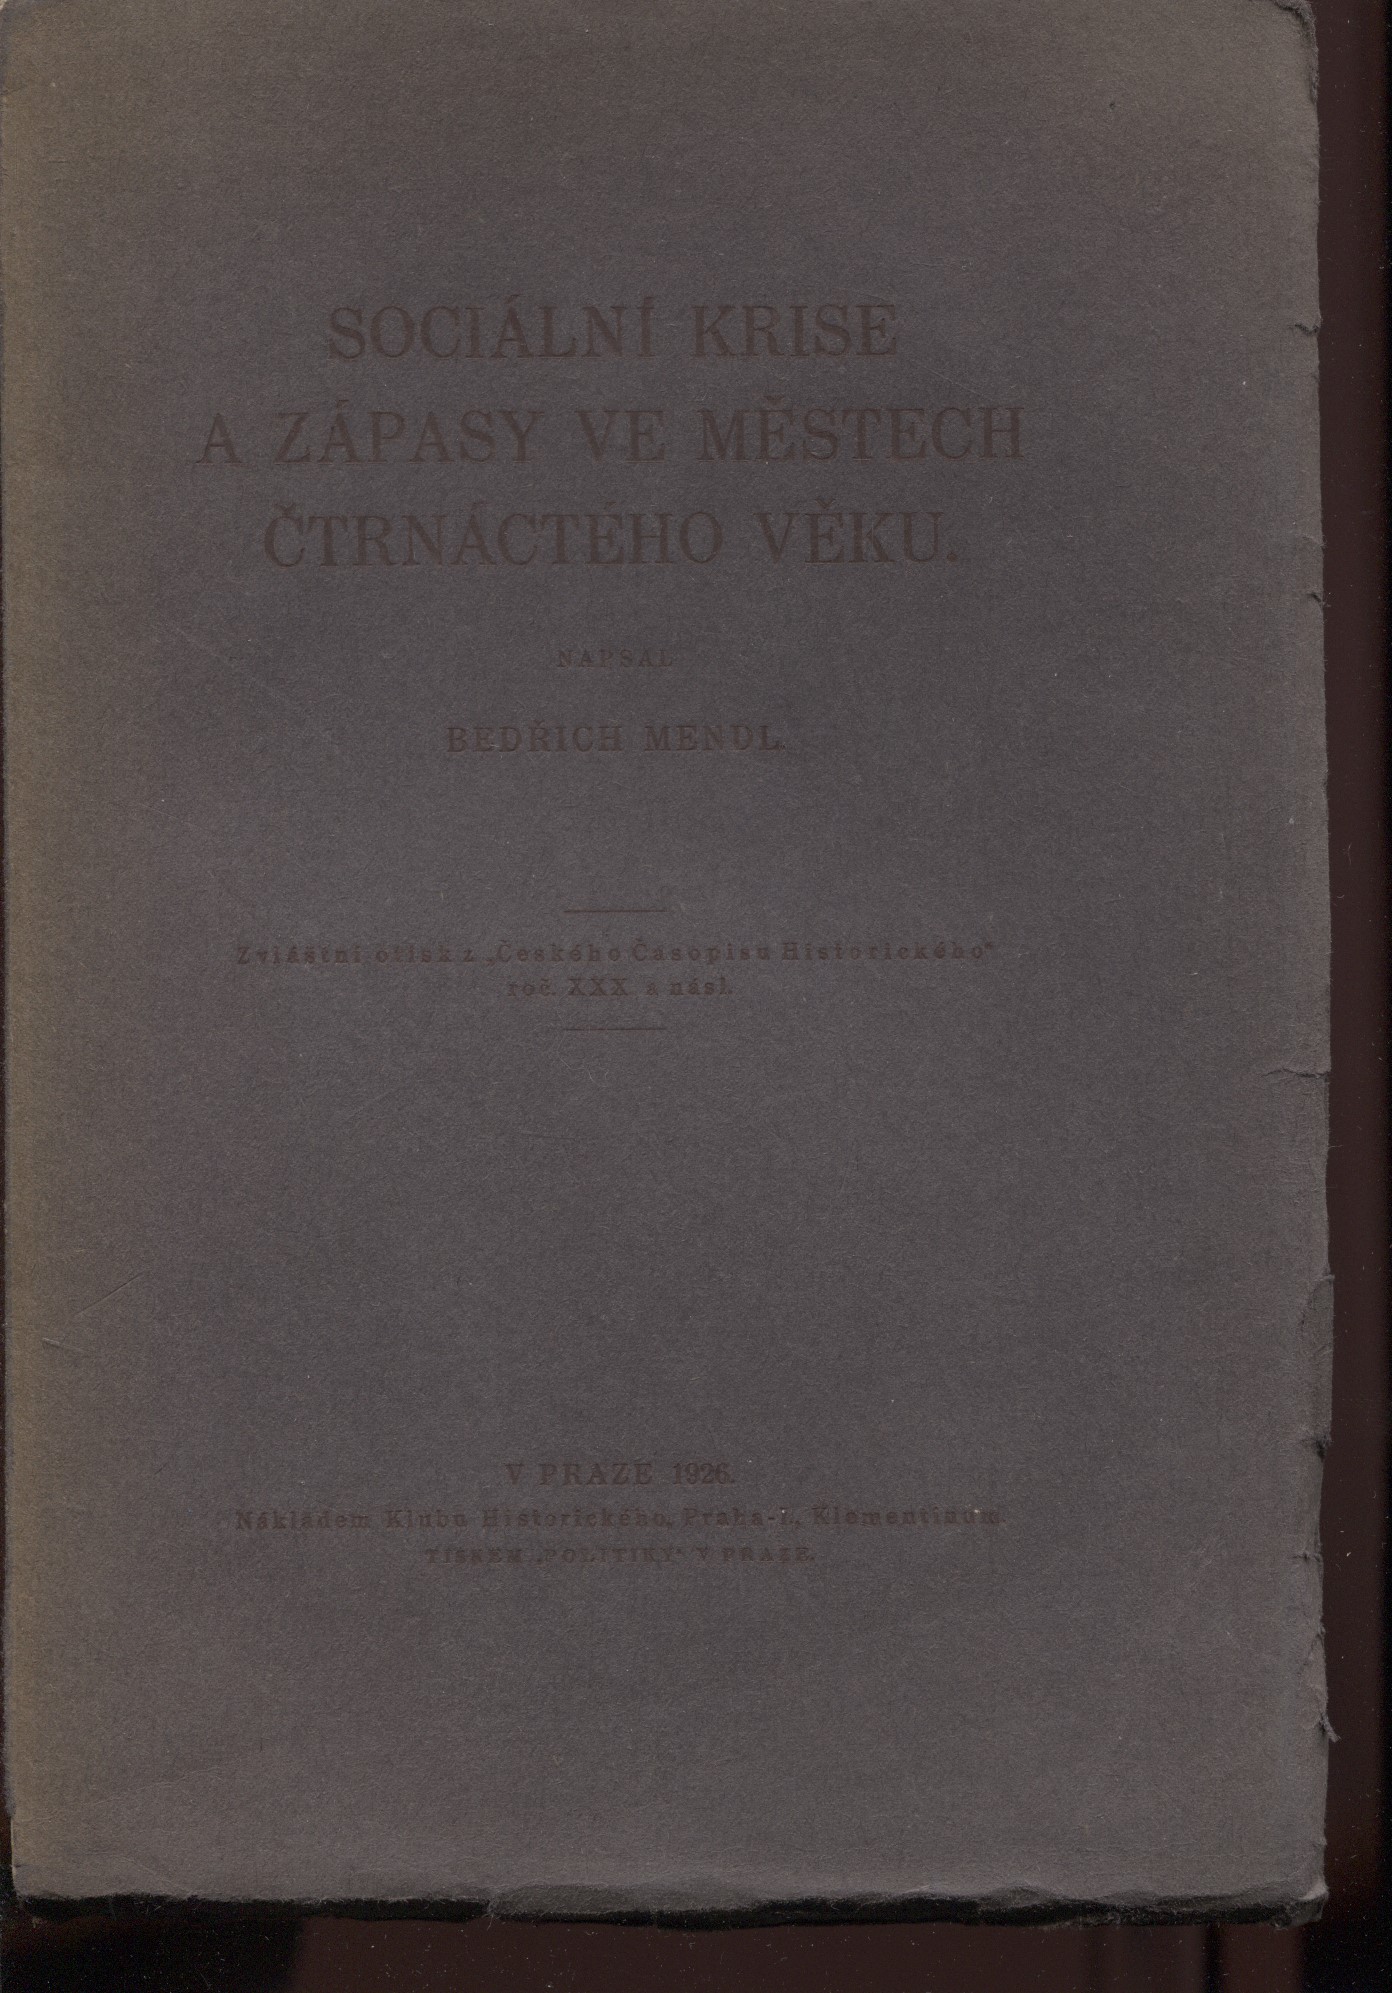 SOCIÁLNÍ KRISE
A ZÁPASY VE MĚSTECH
ČTRNÁCTÉHO VĚKU.
NAPSAL
BEDŘICH MENDL.
Zvláštní otisk z „Českého Časopisu Historického“
roč. XXX a násl.
V PRAZE 1926.
Nákladem Klubu Historického, Praha-I., Klementinum.
TISKEM „POLITIKY“ V PRAZE.